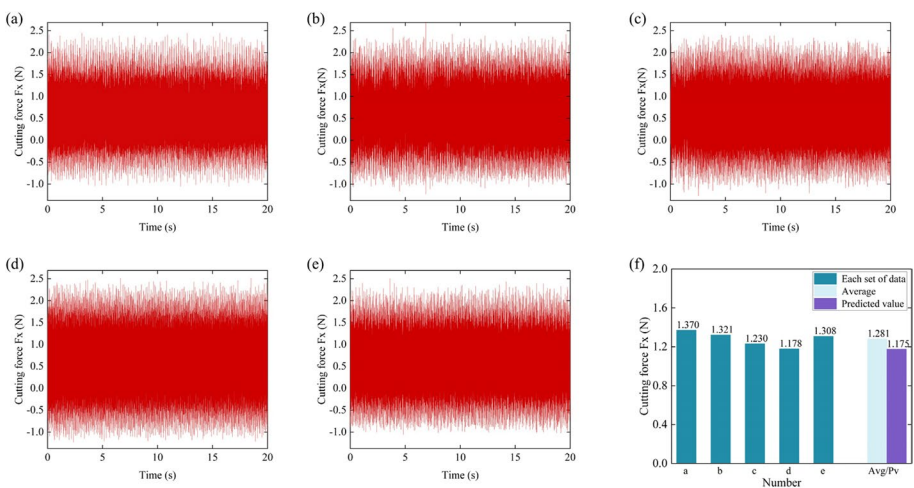 (a)
2.5
2.0
1.5
1.0
0.5
0.0
-0.5
-1.0
Cutting force Fx (N)
0 5 10 15 20
Time (s)
(b)
2.5
2.0
1.5
1.0
0.5
0.0
-0.5
-1.0
Cutting force Fx(N)
0 5 10 15 20
Time (s)
(c)
2.5
2.0
1.5
1.0
0.5
0.0
-0.5
-1.0
Cutting force Fx(N)
0 5 10 15 20
Time (s)
(d)
2.5
2.0
1.5
1.0
0.5
0.0
-0.5
-1.0
Cutting force Fx (N)
0 5 10 15 20
Time (s)
(e)
2.5
2.0
1.5
1.0
0.5
0.0
-0.5
-1.0
Cutting force Fx (N)
0 5 10 15 20
Time (s)
(f)
2.0
1.6
1.2
0.8
0.4
0.0
Cutting force Fx (N)
Each set of data
Average
Predicted value
1.370 1.321 1.230 1.178 1.308 1.281 1.175
a b c d e Avg/Pv
Number